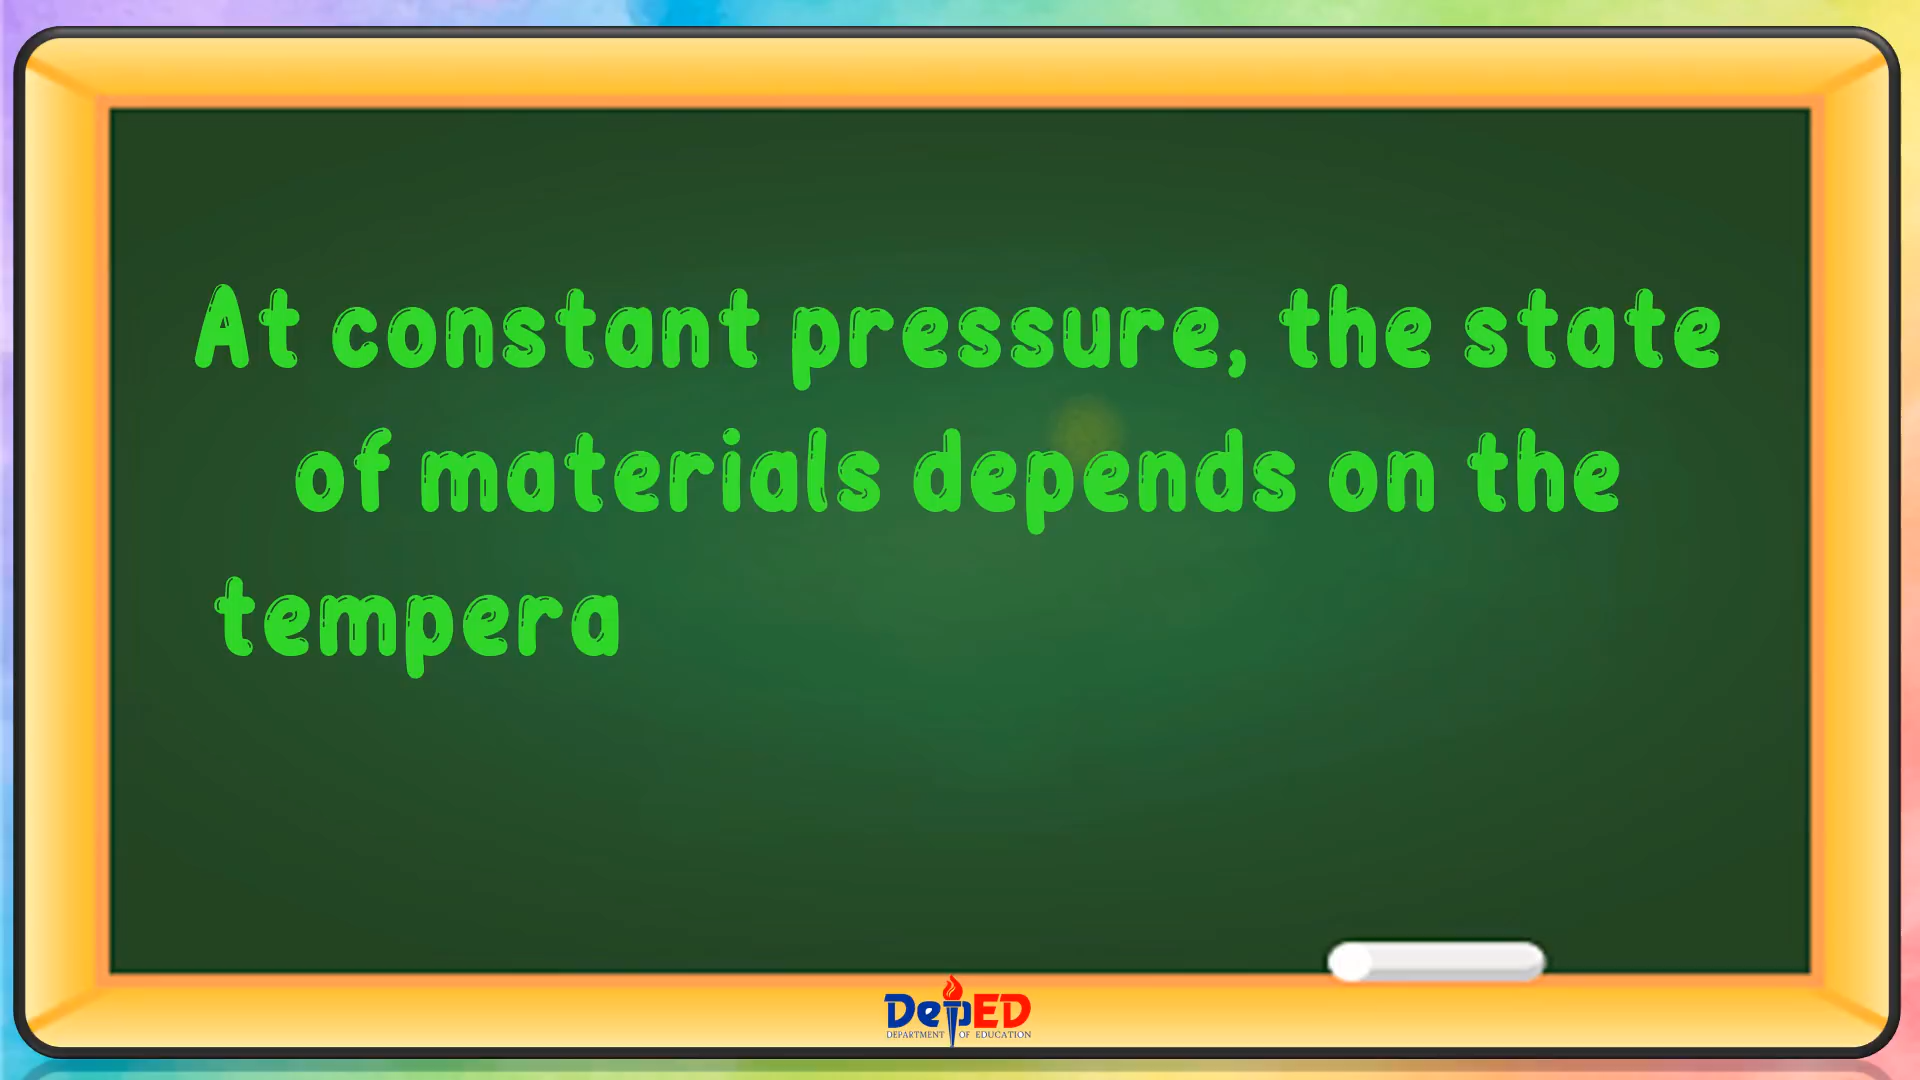 At constant pressure, the state
of materials depends on the
tempera
DepED
DEPARTMENT OF EDUCATION